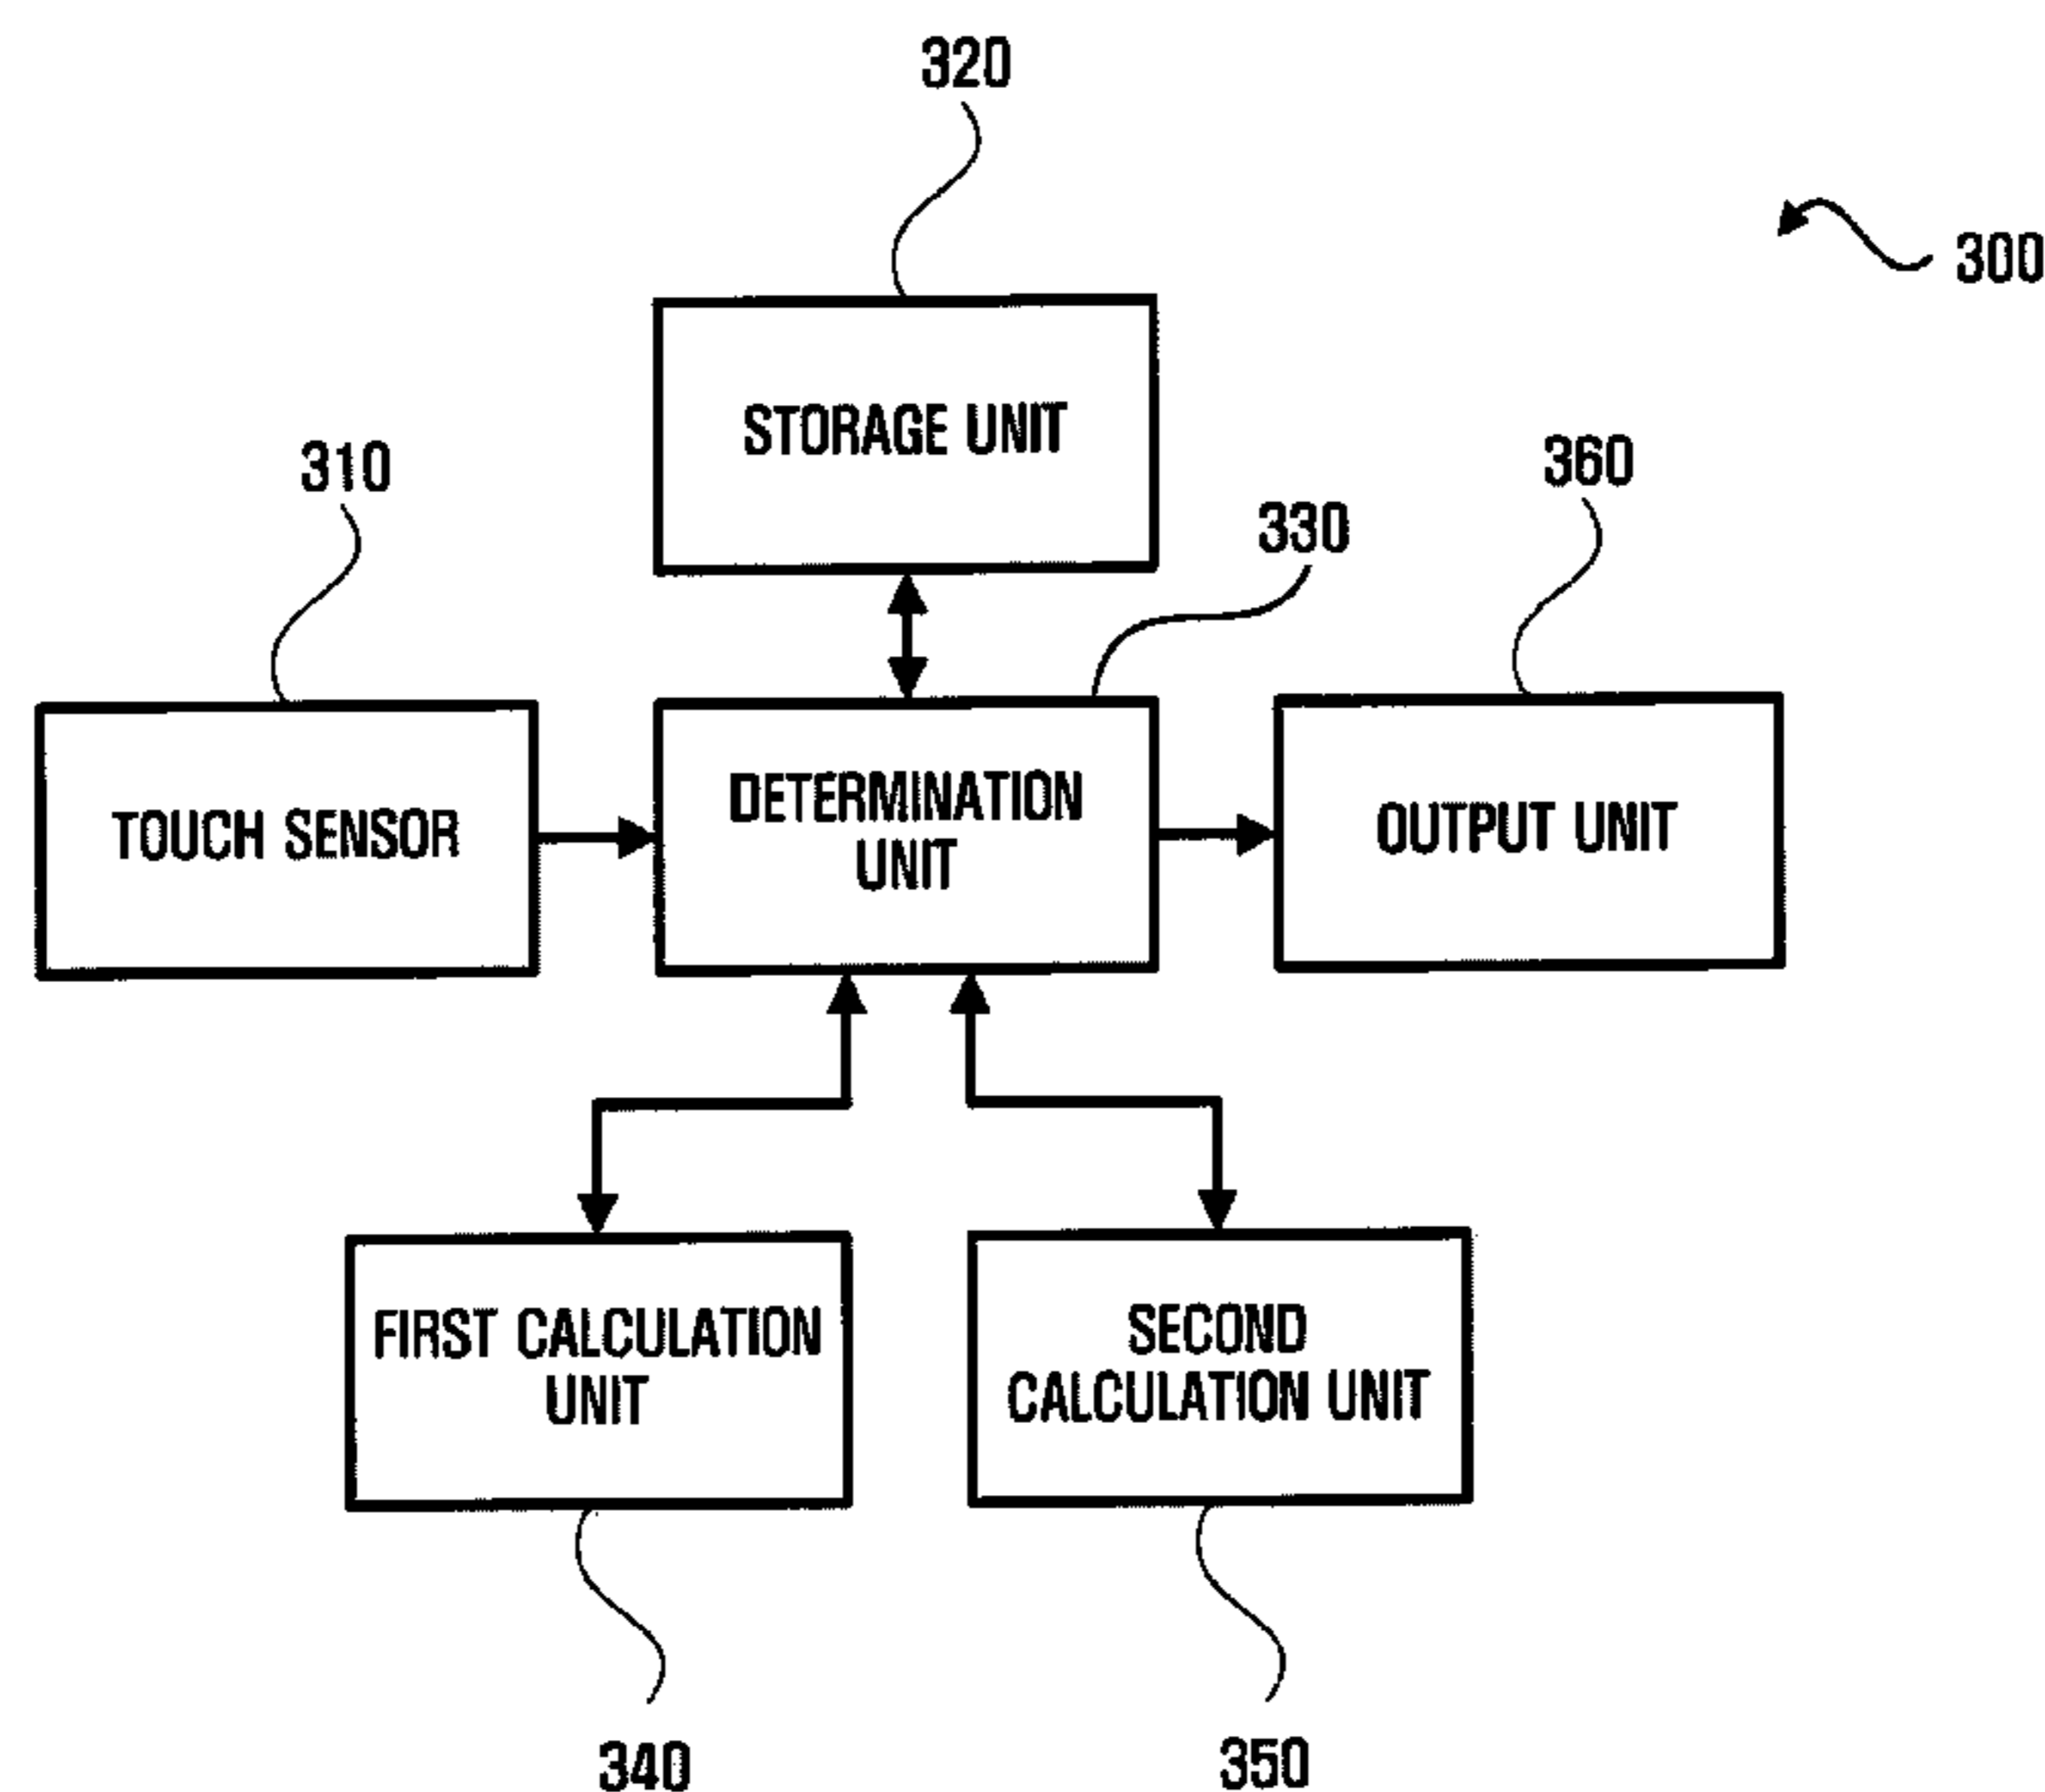 320
300
STORAGE UNIT
310
360
330
TOUCH SENSOR
DETERMINATION
UNIT
OUTPUT UNIT
FIRST CALCULATION
UNIT
SECOND
CALCULATION UNIT
340
350